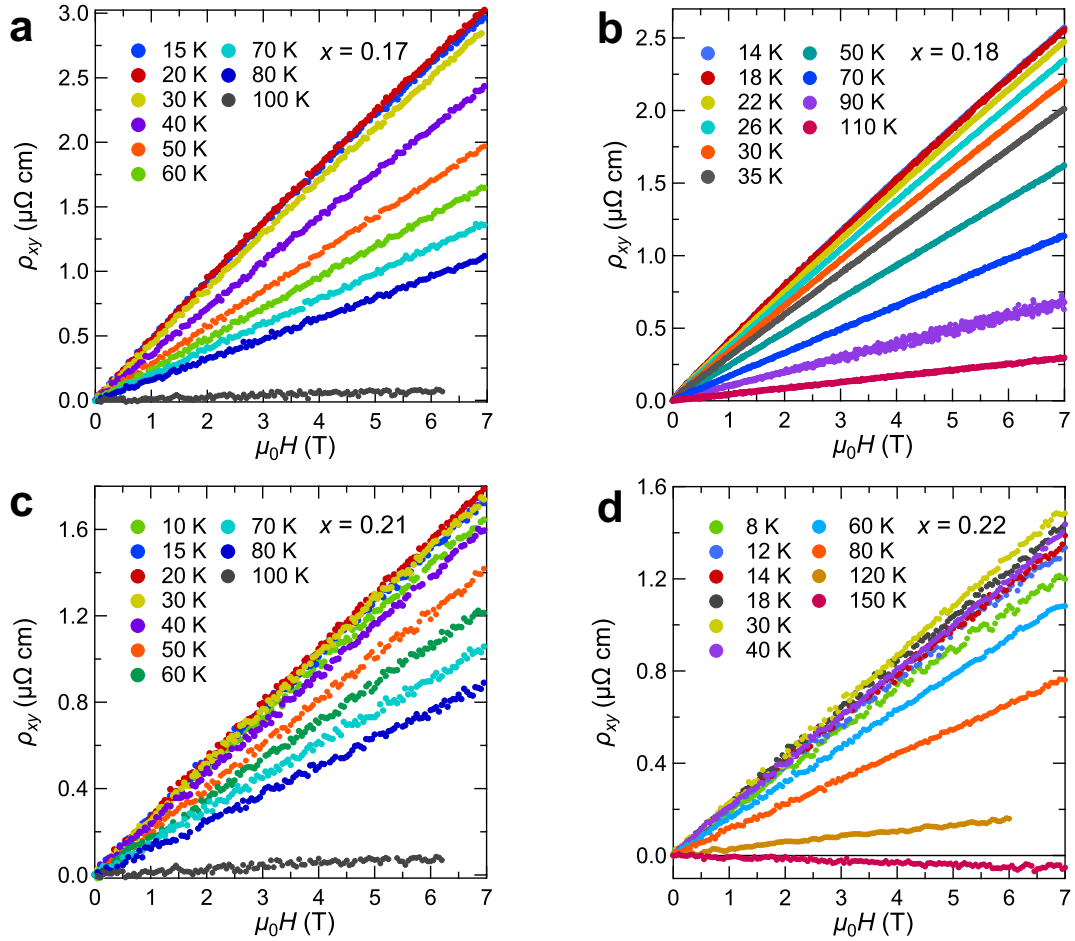 a
3.0
2.5
2.0
1.5
1.0
0.5
0.0
ρxy (μΩ cm)
15 K
20 K
30 K
40 K
50 K
60 K
70 K
80 K
100 K
x = 0.17
0 1 2 3 4 5 6 7
μ0H (T)
b
2.5
2.0
1.5
1.0
0.5
0.0
ρxy (μΩ cm)
14 K
18 K
22 K
26 K
30 K
35 K
50 K
70 K
90 K
110 K
x = 0.18
0 1 2 3 4 5 6 7
μ0H (T)
c
1.6
1.2
0.8
0.4
0.0
ρxy (μΩ cm)
10 K
15 K
20 K
30 K
40 K
50 K
60 K
70 K
80 K
100 K
x = 0.21
0 1 2 3 4 5 6 7
μ0H (T)
d
1.6
1.2
0.8
0.4
0.0
ρxy (μΩ cm)
8 K
12 K
14 K
18 K
30 K
40 K
60 K
80 K
120 K
150 K
x = 0.22
0 1 2 3 4 5 6 7
μ0H (T)